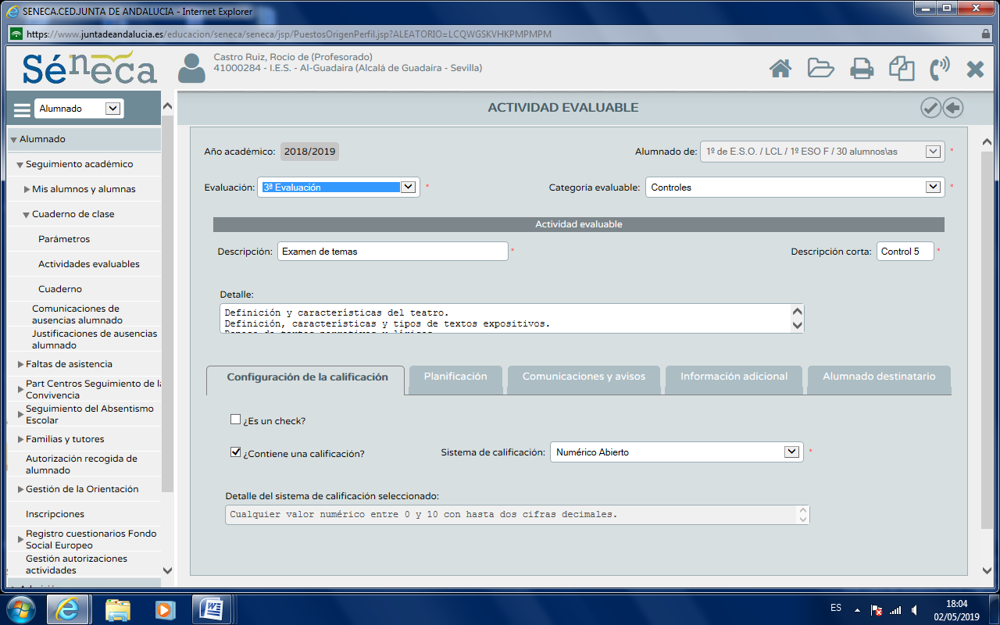 SENECA.CED.JUNTA DE ANDALUCIA - Internet Explorer
https://www.juntadeandalucia.es/educacion/seneca/seneca/jsp/PuestosOrigenPerfil.jsp?ALEATORIO=LCQWGSKVHKPMPMPM
Séneca
Castro Ruiz, Rocío de (Profesorado)
41000284 - I.E.S. - Al-Guadaira (Alcalá de Guadaira - Sevilla)
Alumnado
ACTIVIDAD EVALUABLE
Alumnado
Seguimiento académico
Mis alumnos y alumnas
Cuaderno de clase
Parámetros
Actividades evaluables
Cuaderno
Comunicaciones de
ausencias alumnado
Justificaciones de ausencias
alumnado
Faltas de asistencia
Part Centros Seguimiento de la
Convivencia
Seguimiento del Absentismo
Escolar
Familias y tutores
Autorización recogida de
alumnado
Gestión de la Orientación
Inscripciones
Registro cuestionarios Fondo
Social Europeo
Gestión autorizaciones
actividades
Año académico: 2018/2019
Alumnado de: 1º de E.S.O. / LCL / 1º ESO F / 30 alumnos\as *
Evaluación: 3ª Evaluación *
Categoría evaluable: Controles *
Actividad evaluable
Descripción: Examen de temas *
Descripción corta: Control 5 *
Detalle:
Definición y características del teatro.
Definición, características y tipos de textos expositivos.
Configuración de la calificación
Planificación
Comunicaciones y avisos
Información adicional
Alumnado destinatario
¿Es un check?
¿Contiene una calificación?
Sistema de calificación: Numérico Abierto *
Detalle del sistema de calificación seleccionado:
Cualquier valor numérico entre 0 y 10 con hasta dos cifras decimales.
ES
18:04
02/05/2019